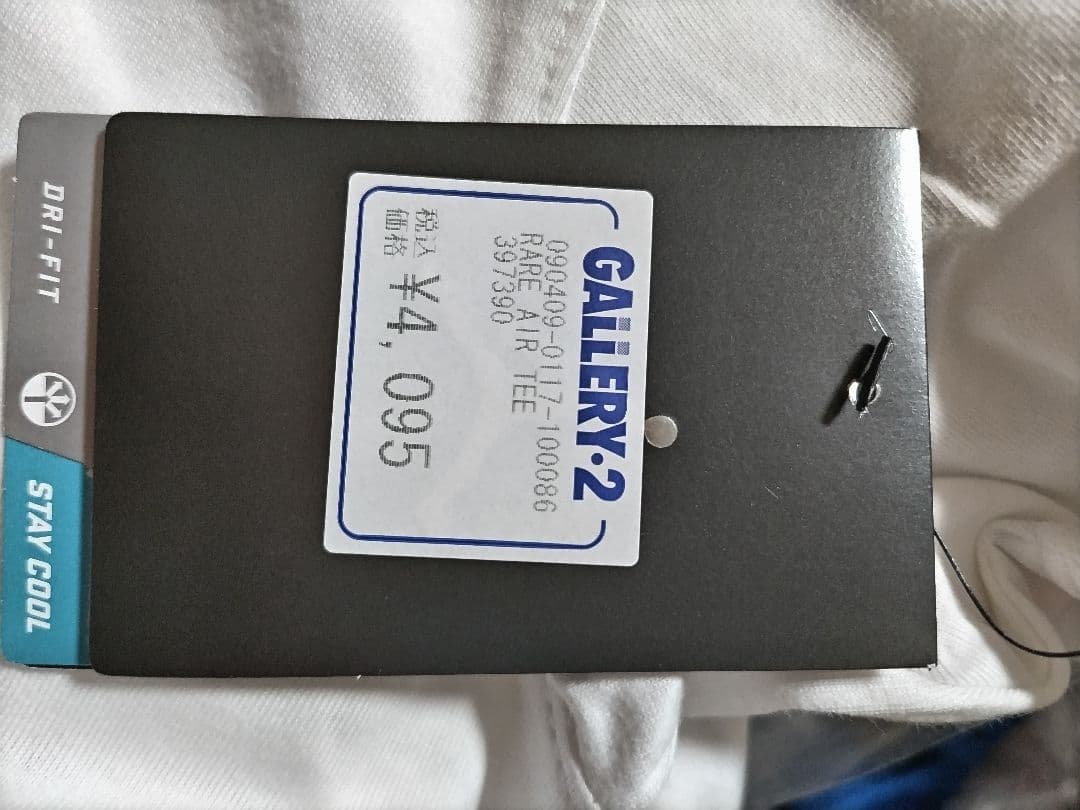 GALLERY·2
090409-0117-100086
RARE AIR TEE
397390
税込
価格 ¥4,095
DRI-FIT
STAY COOL